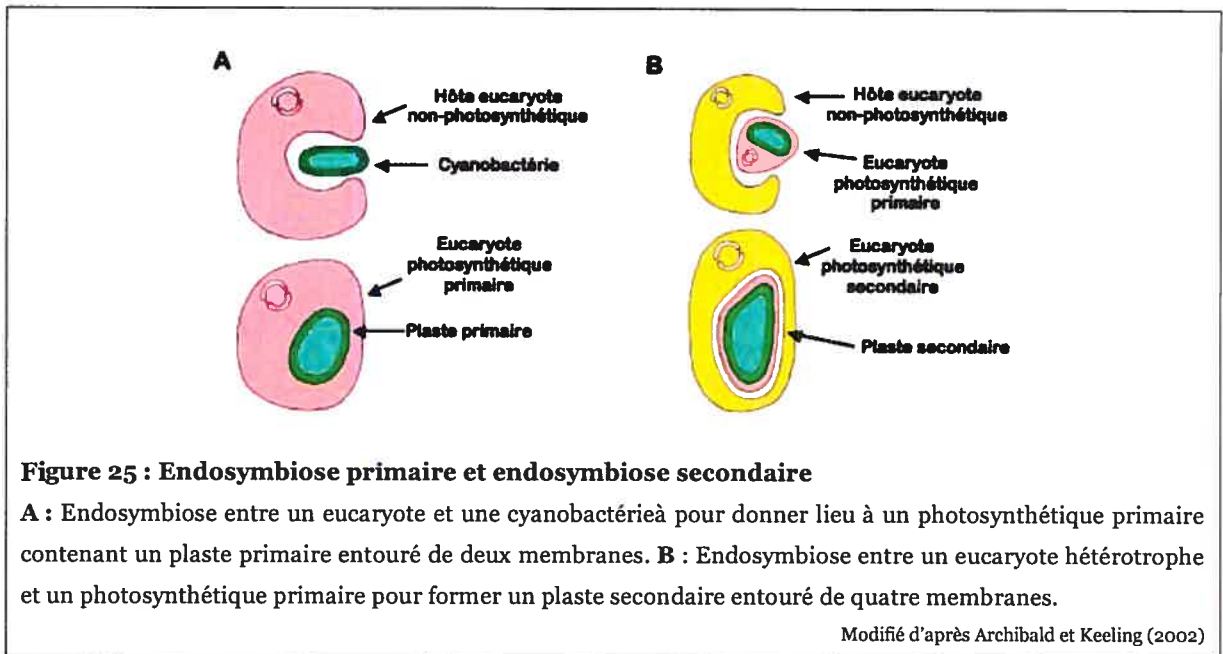 A
Hôte eucaryote
non-photosynthétique
Cyanobactérie
Eucaryote
photosynthétique
primaire
Plaste primaire
B
Hôte eucaryote
non-photosynthétique
Eucaryote
photosynthétique
primaire
Eucaryote
photosynthétique
secondaire
Plaste secondaire
Figure 25 : Endosymbiose primaire et endosymbiose secondaire
A : Endosymbiose entre un eucaryote et une cyanobactérieà pour donner lieu à un photosynthétique primaire
contenant un plaste primaire entouré de deux membranes. B : Endosymbiose entre un eucaryote hétérotrophe
et un photosynthétique primaire pour former un plaste secondaire entouré de quatre membranes.
Modifié d'après Archibald et Keeling (2002)